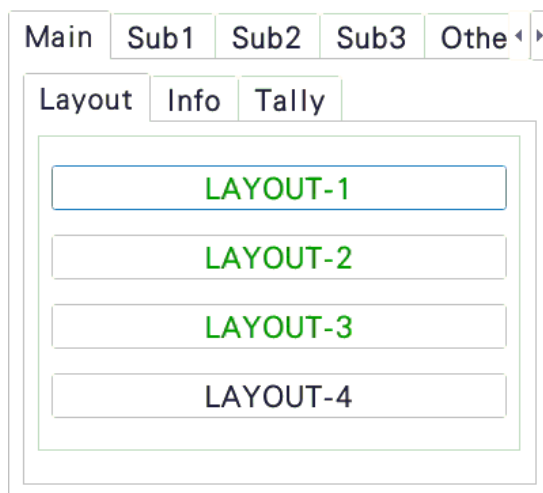 Main Sub1 Sub2 Sub3 Othe
Layout Info Tally
LAYOUT-1
LAYOUT-2
LAYOUT-3
LAYOUT-4